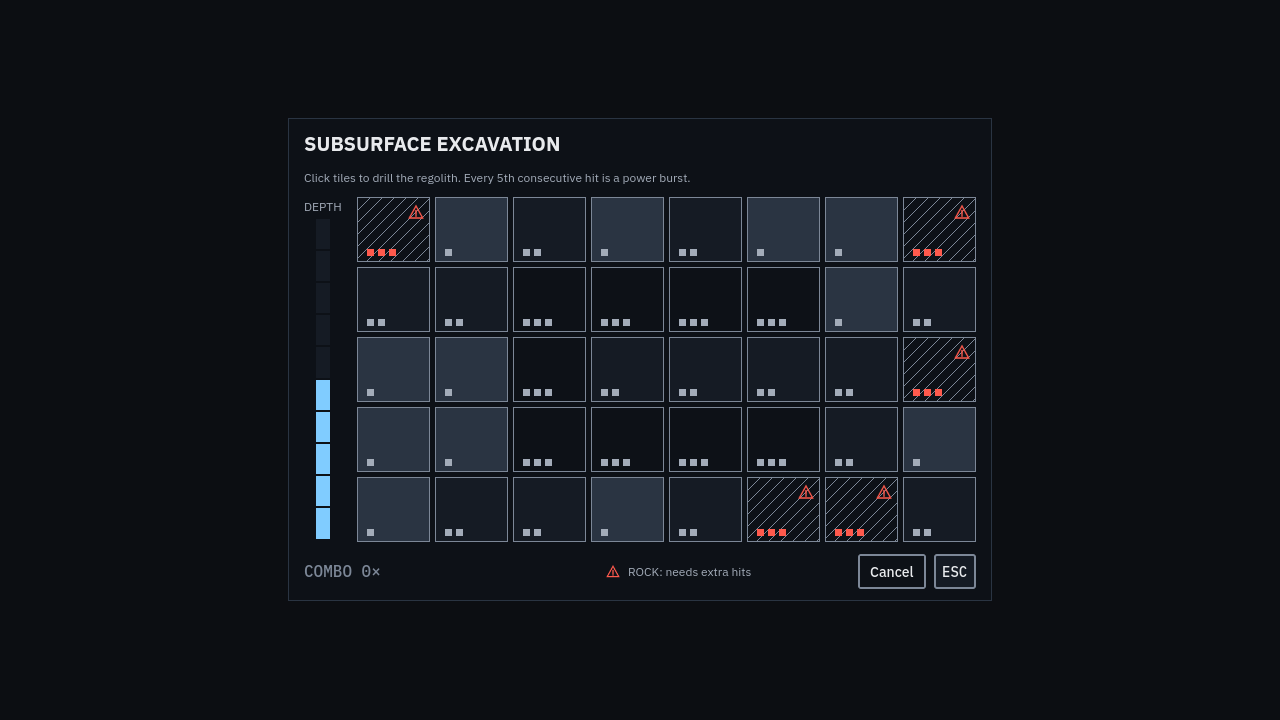 SUBSURFACE EXCAVATION
Click tiles to drill the regolith. Every 5th consecutive hit is a power burst.
DEPTH
COMBO 0×
ROCK: needs extra hits
Cancel
ESC